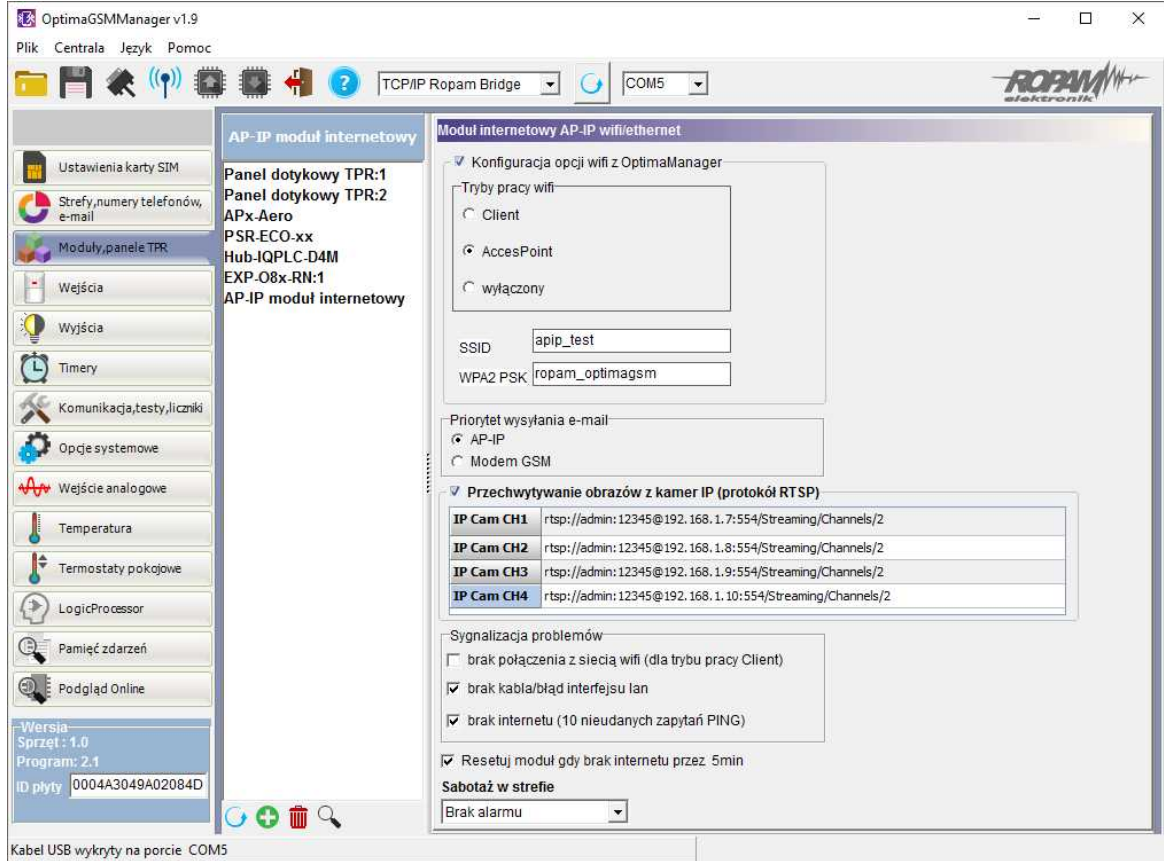 OptimaGSMManager v1.9
Plik Centrala Język Pomoc
TCP/IP Ropam Bridge
COM5
ROPAM
elektronik
Ustawienia karty SIM
Strefy,numery telefonów,
e-mail
Moduły,panele TPR
Wejścia
Wyjścia
Timery
Komunikacja,testy,liczniki
Opcje systemowe
Wejście analogowe
Temperatura
Termostaty pokojowe
LogicProcessor
Pamięć zdarzeń
Podgląd Online
Wersja
Sprzęt : 1.0
Program: 2.1
ID płyty 0004A3049A02084D
AP-IP moduł internetowy
Panel dotykowy TPR:1
Panel dotykowy TPR:2
APx-Aero
PSR-ECO-xx
Hub-IQPLC-D4M
EXP-O8x-RN:1
AP-IP moduł internetowy
Moduł internetowy AP-IP wifi/ethernet
Konfiguracja opcji wifi z OptimaManager
Tryby pracy wifi
Client
AccesPoint
wyłączony
SSID apip_test
WPA2 PSK ropam_optimagsm
Priorytet wysyłania e-mail
AP-IP
Modem GSM
Przechwytywanie obrazów z kamer IP (protokół RTSP)
IP Cam CH1 rtsp://admin:12345@192.168.1.7:554/Streaming/Channels/2
IP Cam CH2 rtsp://admin:12345@192.168.1.8:554/Streaming/Channels/2
IP Cam CH3 rtsp://admin:12345@192.168.1.9:554/Streaming/Channels/2
IP Cam CH4 rtsp://admin:12345@192.168.1.10:554/Streaming/Channels/2
Sygnalizacja problemów
brak połączenia z siecią wifi (dla trybu pracy Client)
brak kabla/błąd interfejsu lan
brak internetu (10 nieudanych zapytań PING)
Resetuj moduł gdy brak internetu przez 5min
Sabotaż w strefie
Brak alarmu
Kabel USB wykryty na porcie COM5